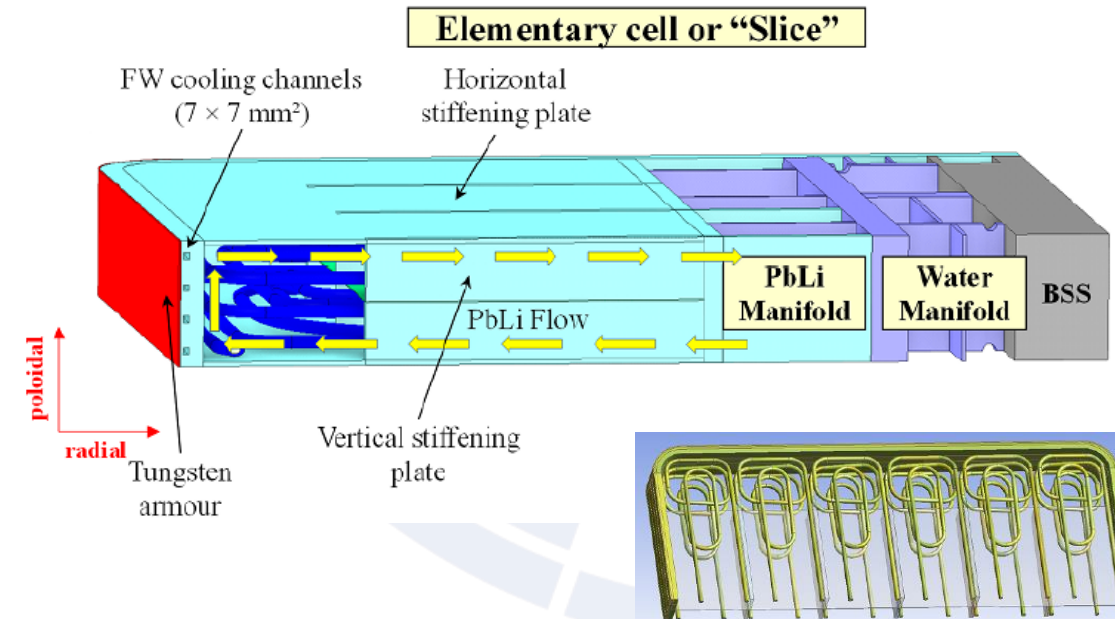 Elementary cell or “Slice”
FW cooling channels
(7 × 7 mm²)
Horizontal
stiffening plate
PbLi
Manifold
Water
Manifold
BSS
PbLi Flow
poloidal
radial
Tungsten
armour
Vertical stiffening
plate